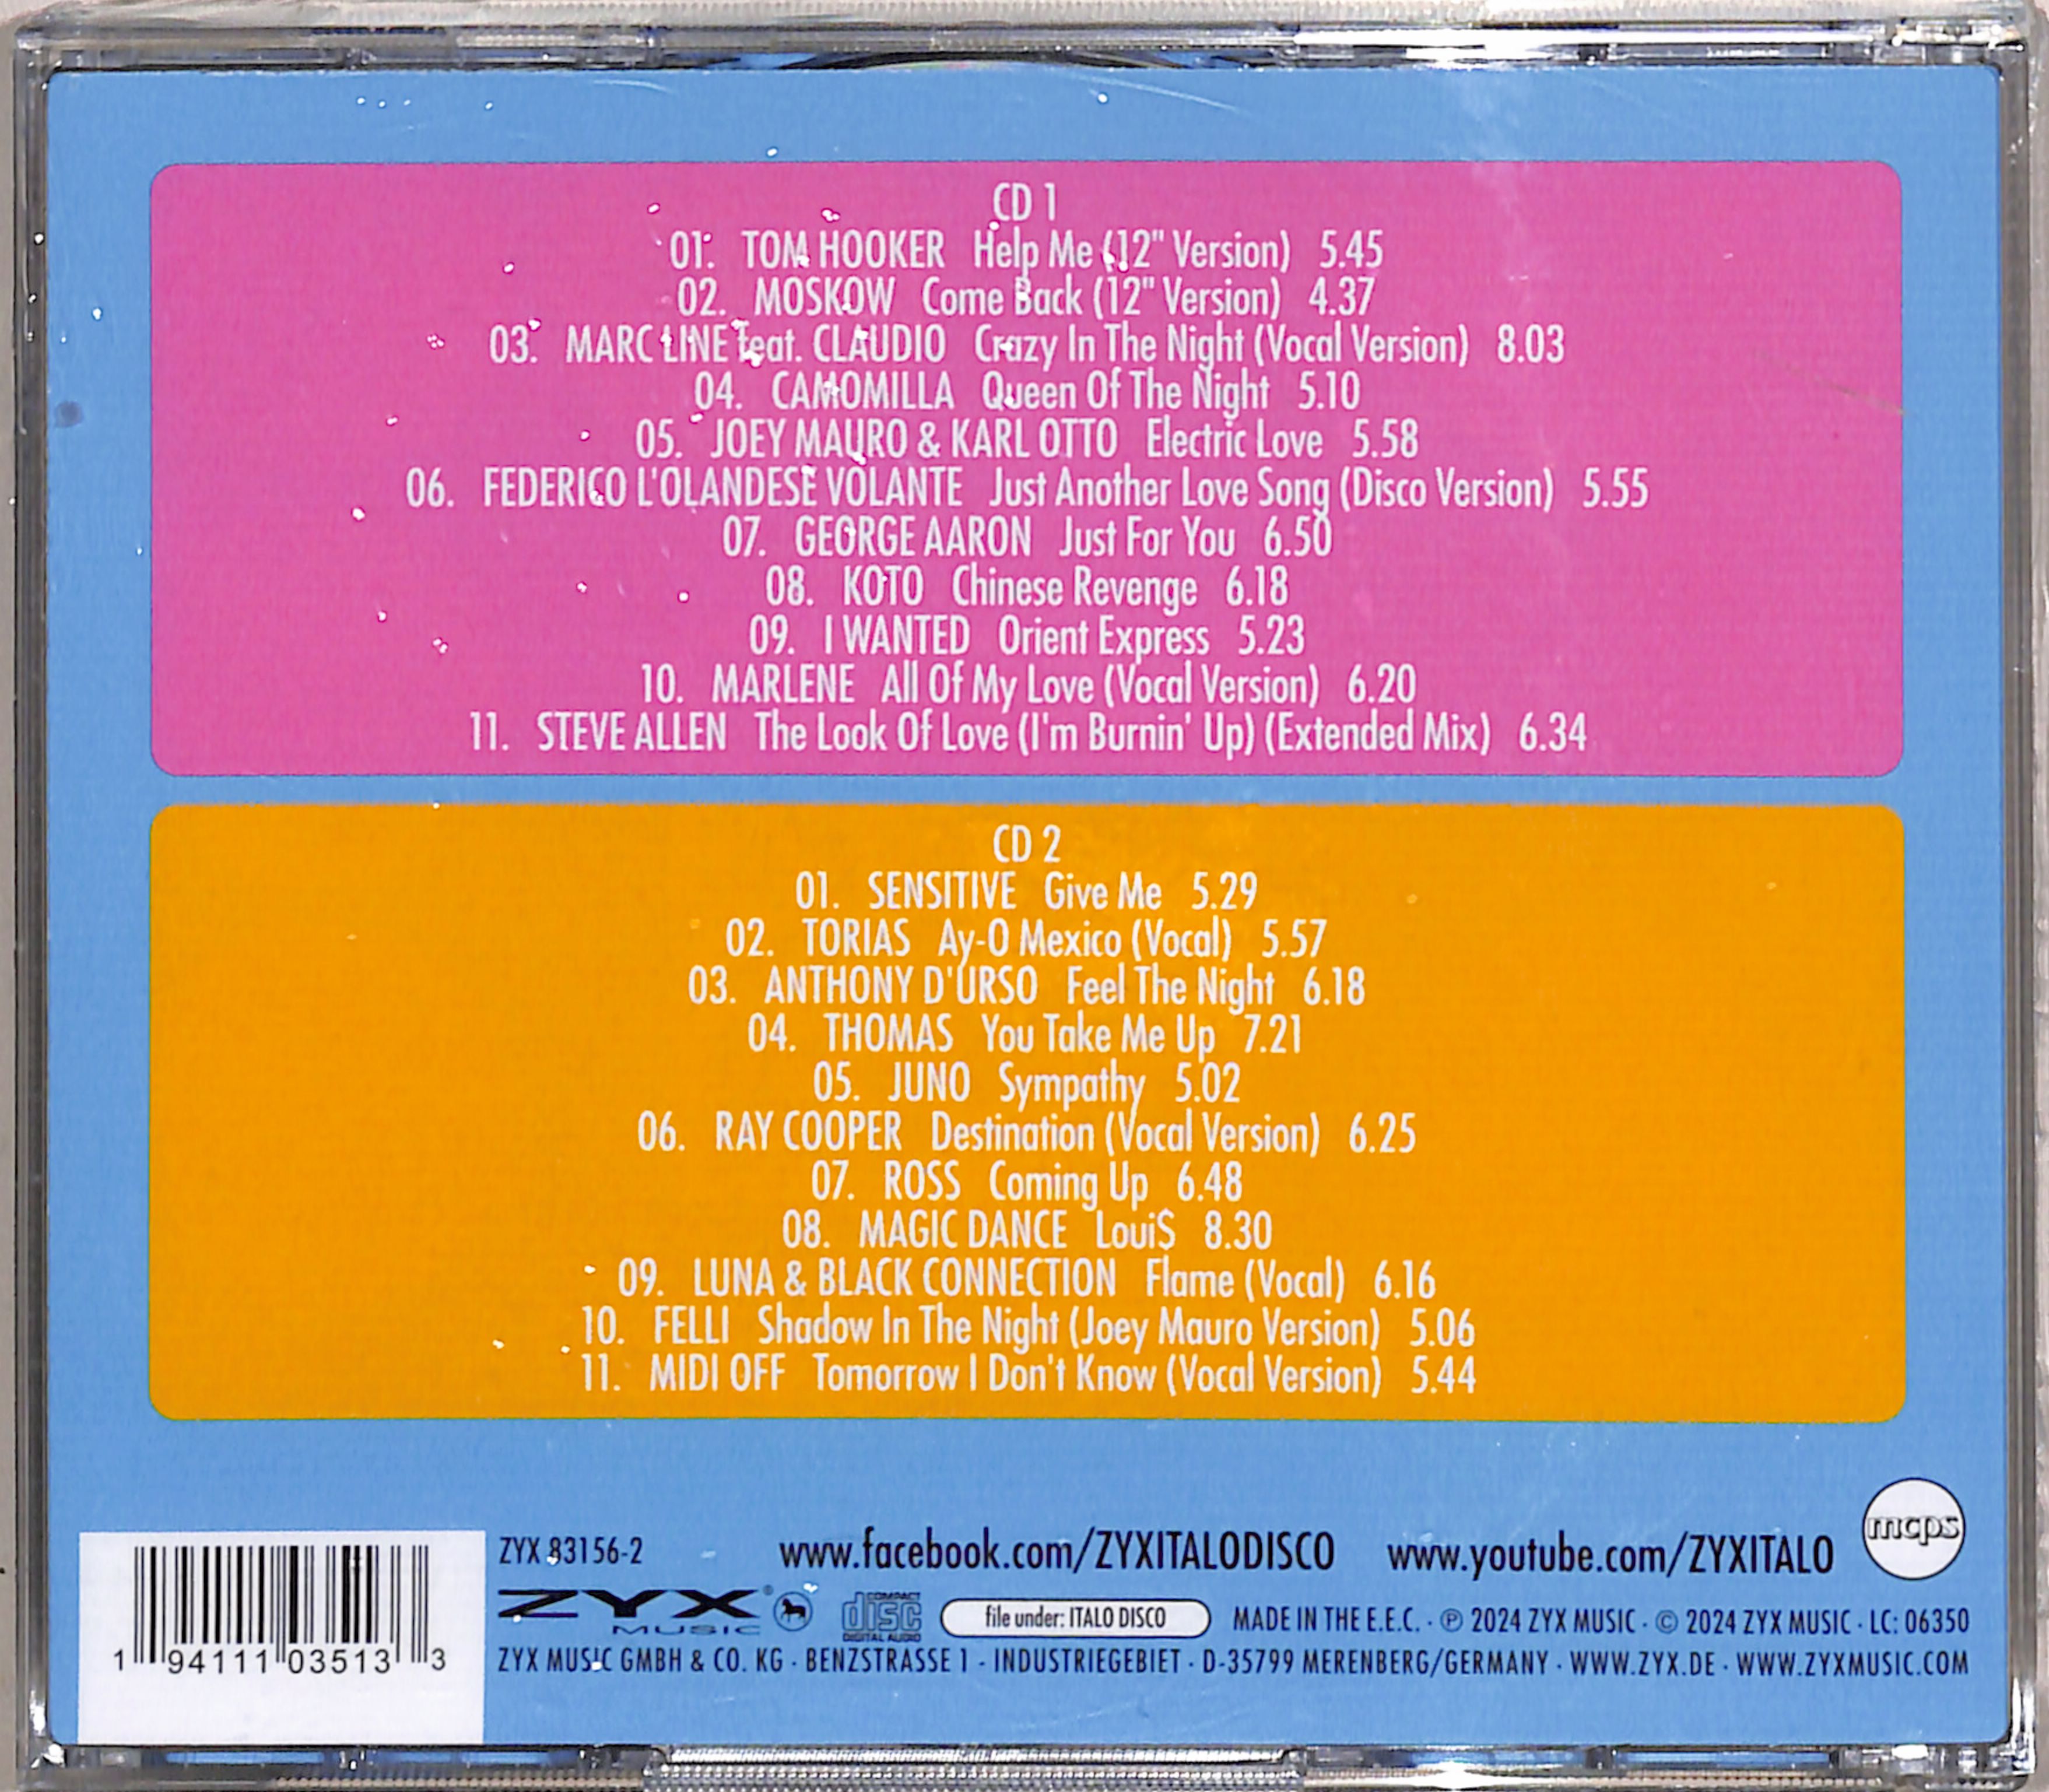 CD 1
01. TOM HOOKER Help Me (12" Version) 5.45
02. MOSKOW Come Back (12" Version) 4.37
03. MARC LINE feat. CLAUDIO Crazy In The Night (Vocal Version) 8.03
04. CAMOMILLA Queen Of The Night 5.10
05. JOEY MAURO & KARL OTTO Electric Love 5.58
06. FEDERICO L'OLANDESE VOLANTE Just Another Love Song (Disco Version) 5.55
07. GEORGE AARON Just For You 6.50
08. KOTO Chinese Revenge 6.18
09. I WANTED Orient Express 5.23
10. MARLENE All Of My Love (Vocal Version) 6.20
11. STEVE ALLEN The Look Of Love (I'm Burnin' Up) (Extended Mix) 6.34
CD 2
01. SENSITIVE Give Me 5.29
02. TORIAS Ay-O Mexico (Vocal) 5.57
03. ANTHONY D'URSO Feel The Night 6.18
04. THOMAS You Take Me Up 7.21
05. JUNO Sympathy 5.02
06. RAY COOPER Destination (Vocal Version) 6.25
07. ROSS Coming Up 6.48
08. MAGIC DANCE Loui$ 8.30
09. LUNA & BLACK CONNECTION Flame (Vocal) 6.16
10. FELLI Shadow In The Night (Joey Mauro Version) 5.06
11. MIDI OFF Tomorrow I Don't Know (Vocal Version) 5.44
ZYX 83156-2 www.facebook.com/ZYXITALODISCO www.youtube.com/ZYXITALO mcps
ZYX MUSIC ® COMPACT disc DIGITAL AUDIO file under: ITALO DISCO MADE IN THE E.E.C. · ℗ 2024 ZYX MUSIC · © 2024 ZYX MUSIC · LC: 06350
ZYX MUSIC GMBH & CO. KG · BENZSTRASSE 1 - INDUSTRIEGEBIET · D-35799 MERENBERG/GERMANY · WWW.ZYX.DE · WWW.ZYXMUSIC.COM
1 94111 03513 3